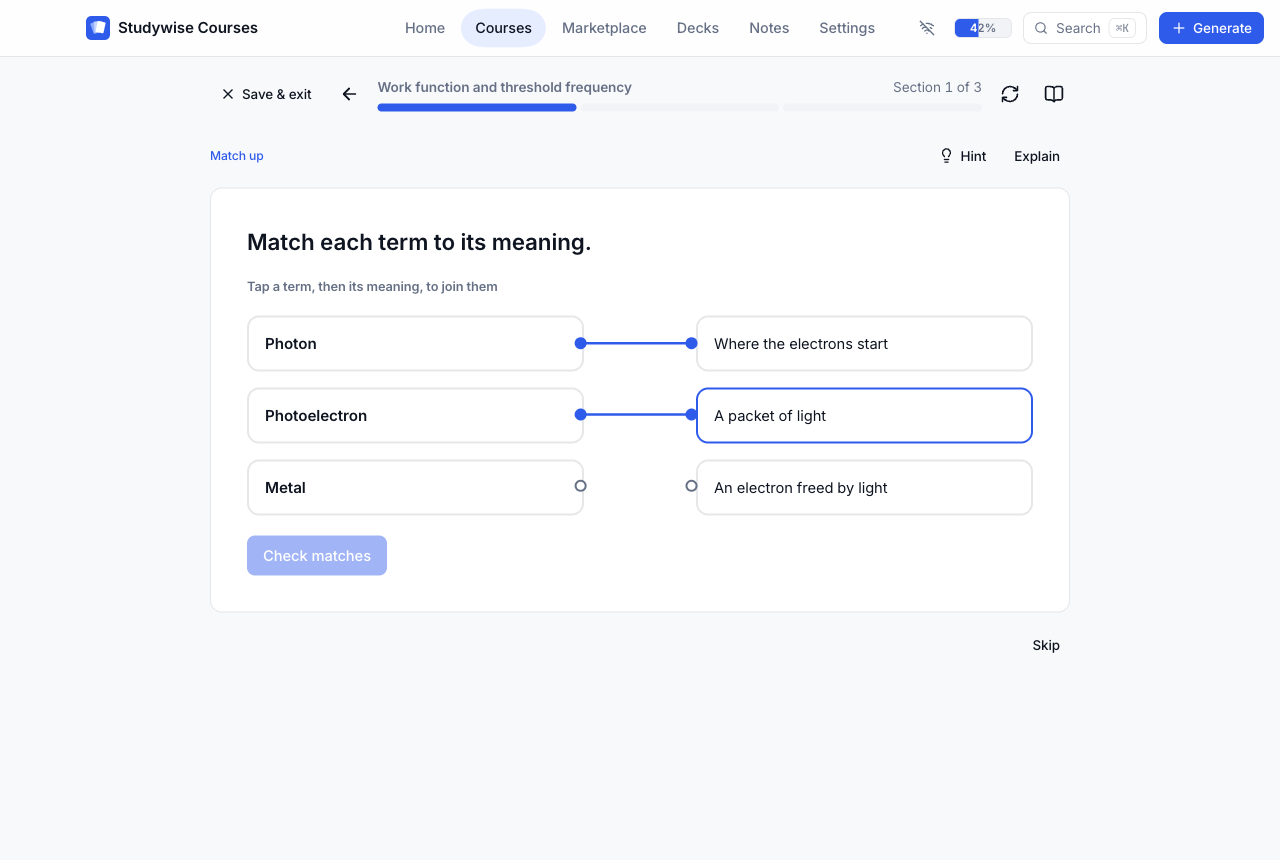 Studywise Courses
Home
Courses
Marketplace
Decks
Notes
Settings
42%
Search
⌘K
Generate
Save & exit
Work function and threshold frequency
Section 1 of 3
Match up
Hint
Explain
Match each term to its meaning.
Tap a term, then its meaning, to join them
Photon
Where the electrons start
Photoelectron
A packet of light
Metal
An electron freed by light
Check matches
Skip